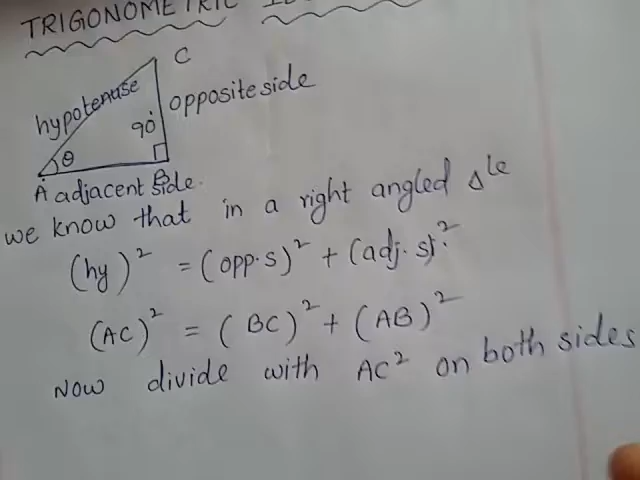 TRIGONOMETRIC
C
hypotenuse
opposite side
90°
θ
A adjacent side.
B
we know that in a right angled Δle
(hy)² = (opp.s)² + (adj.s)².
(AC)² = (BC)² + (AB)²
Now divide with AC² on both sides